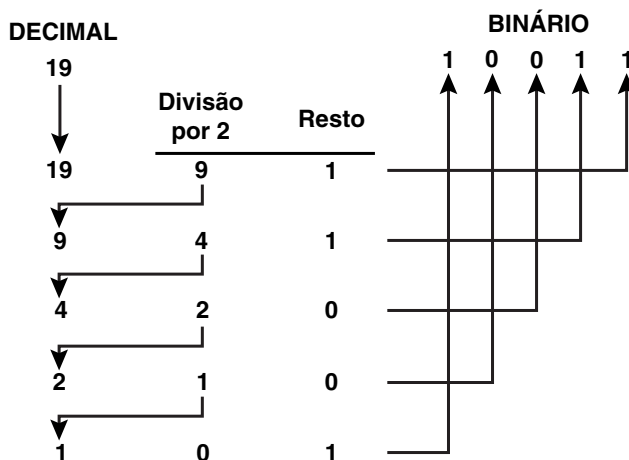 DECIMAL
BINÁRIO
19
1 0 0 1 1
Divisão por 2
Resto
19 9 1
9 4 1
4 2 0
2 1 0
1 0 1